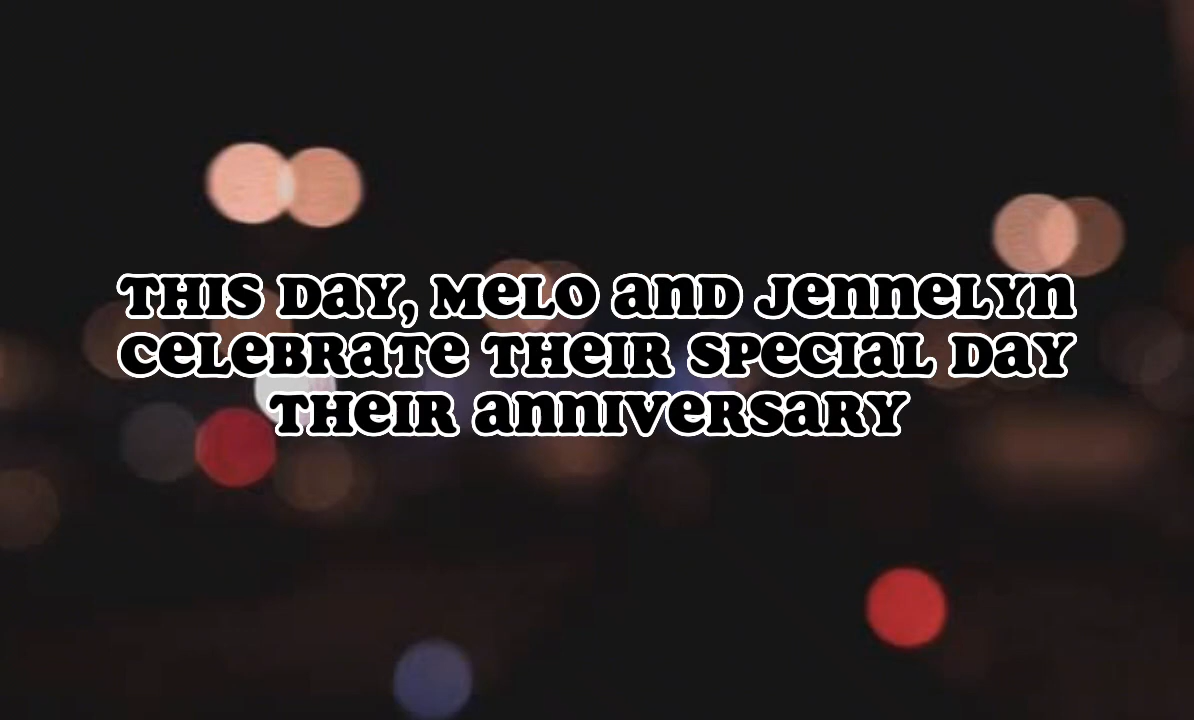 THIS DaY, MeLO anD JenneLYn
CeLeBRaTe THeIR SPeCIaL DaY
THeIR annIVeRSaRY